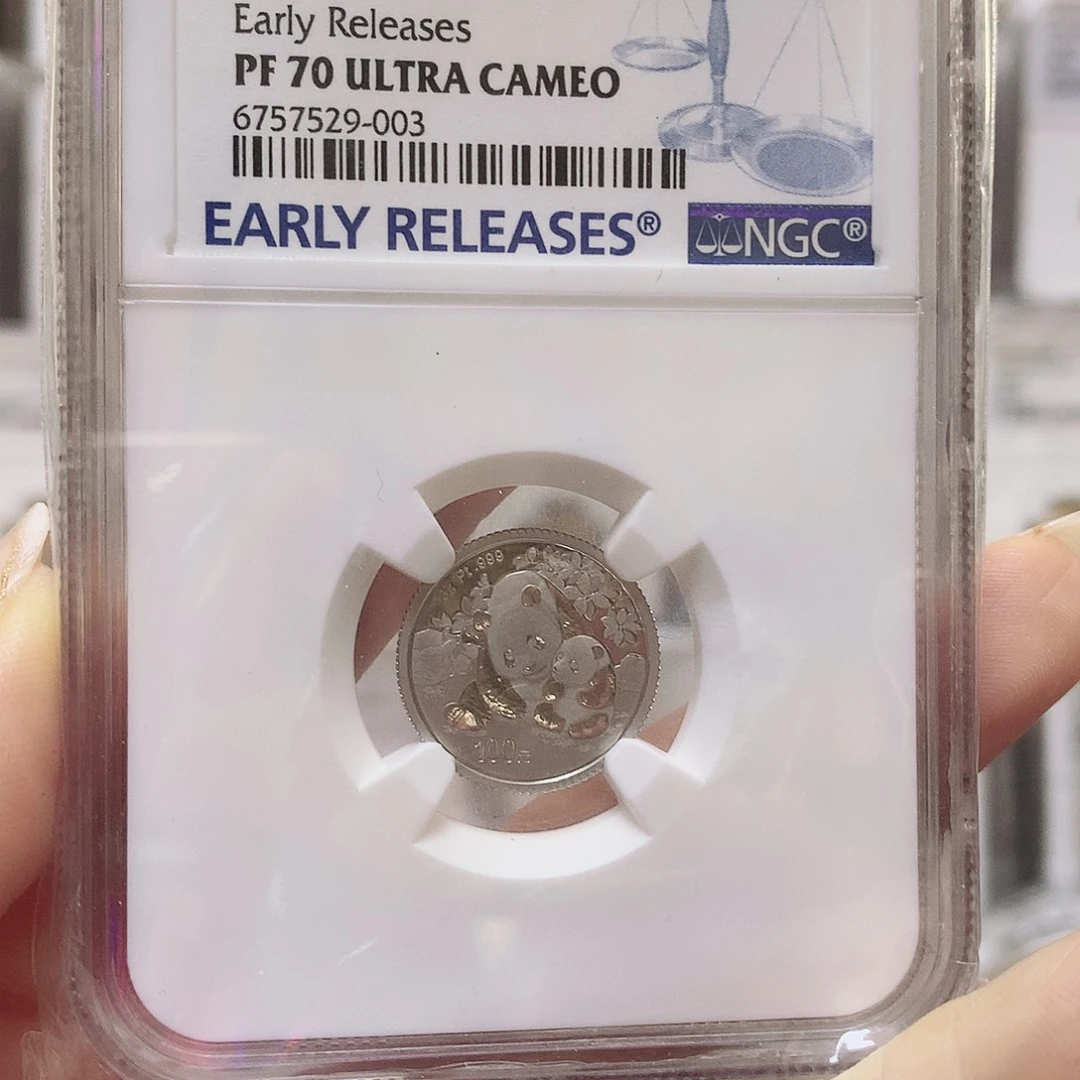 Early Releases
PF 70 ULTRA CAMEO
6757529-003
EARLY RELEASES®
NGC®
Pt .999
100元